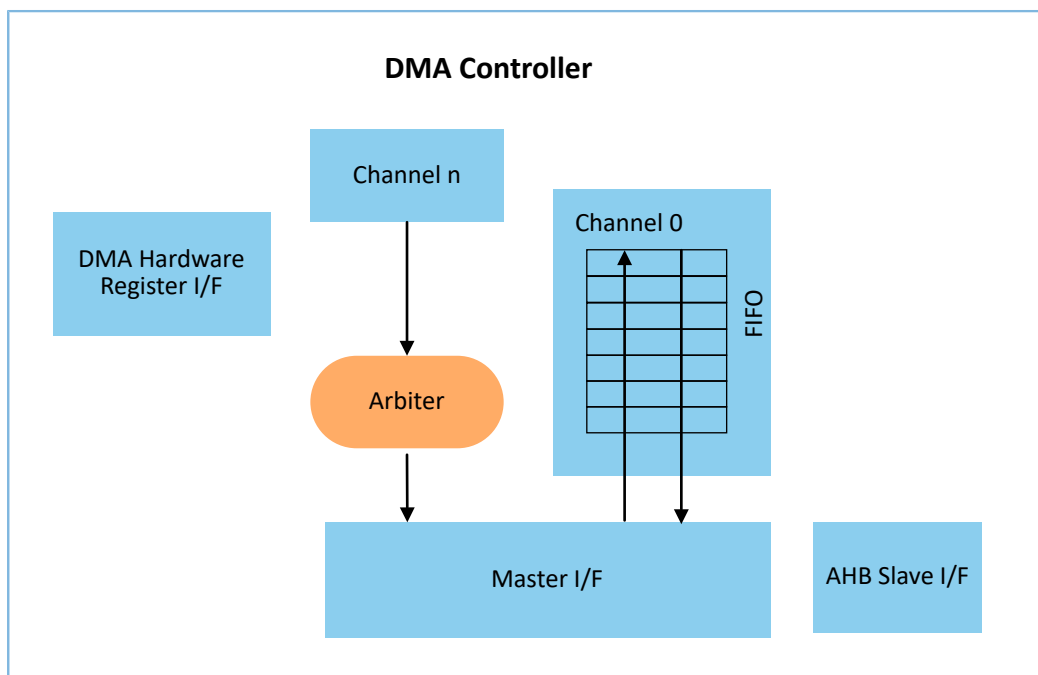 DMA Controller
Channel n
Channel 0
DMA Hardware
Register I/F
FIFO
Arbiter
Master I/F
AHB Slave I/F